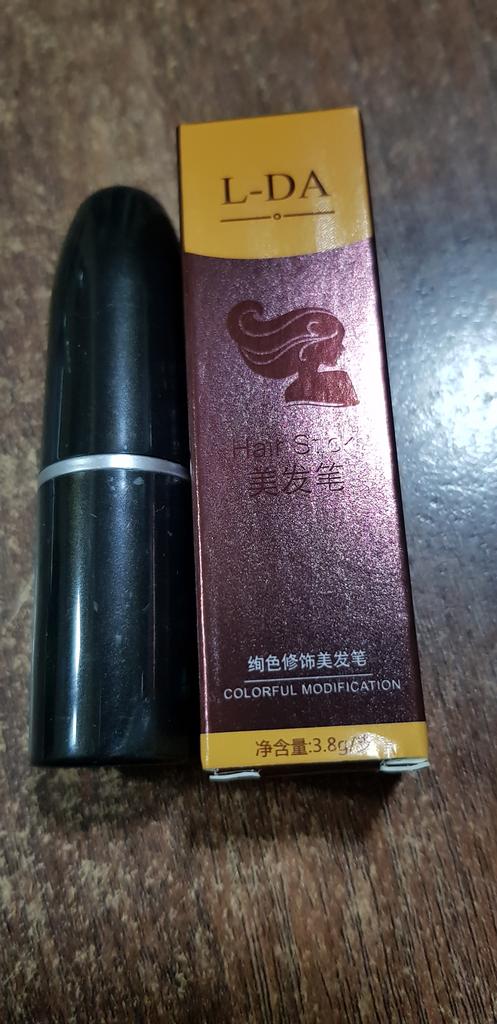 L-DA
Hair Stick
美发笔
绚色修饰美发笔
COLORFUL MODIFICATION
净含量:3.8g/支